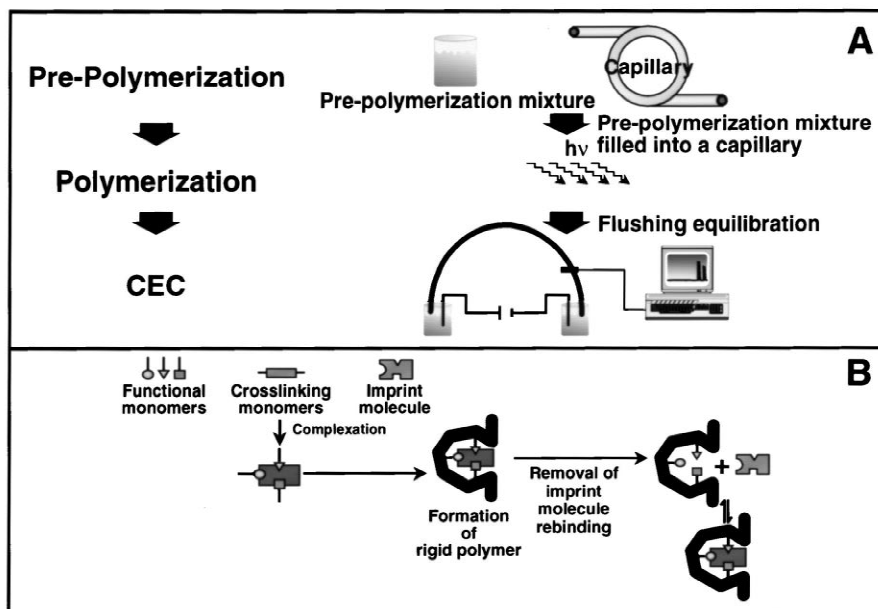 A
Pre-Polymerization
Polymerization
CEC
Capillary
Pre-polymerization mixture
Pre-polymerization mixture
filled into a capillary
hν
Flushing equilibration
B
Functional
monomers
Crosslinking
monomers
Imprint
molecule
Complexation
Formation
of
rigid polymer
Removal of
imprint
molecule
rebinding
+